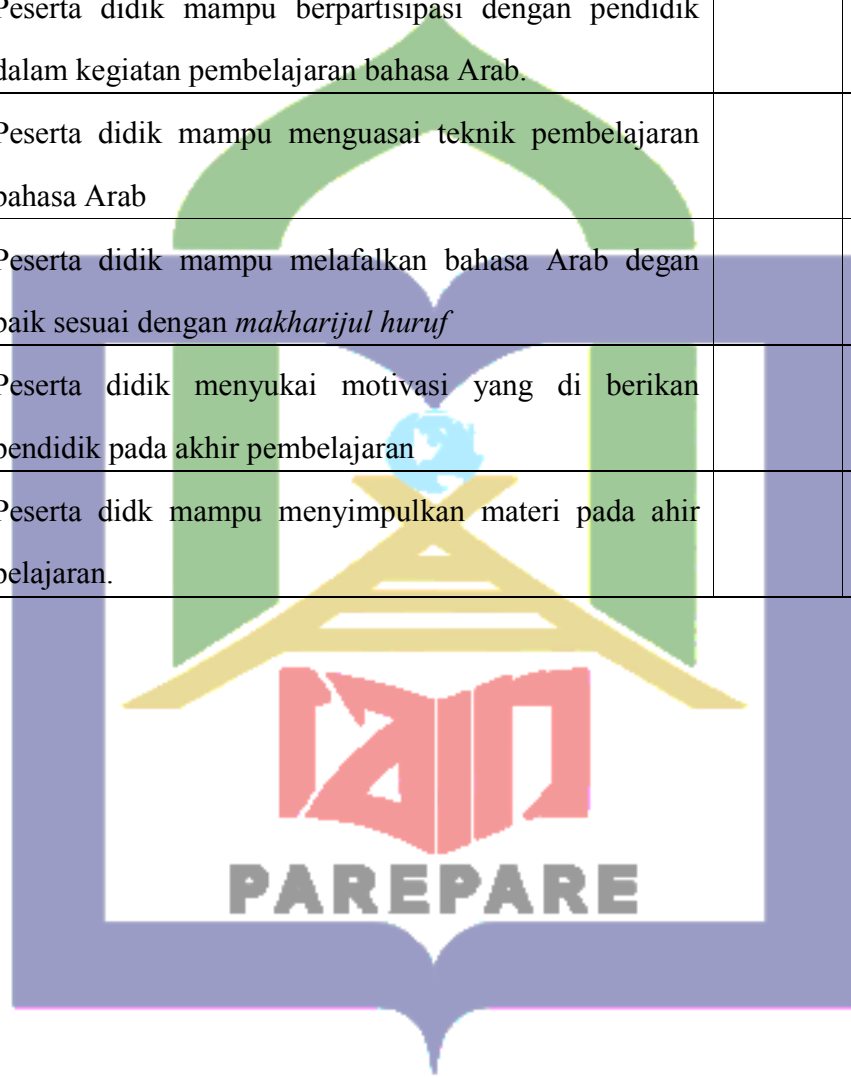 Peserta didik mampu berpartisipasi dengan pendidik
dalam kegiatan pembelajaran bahasa Arab.
Peserta didik mampu menguasai teknik pembelajaran
bahasa Arab
Peserta didik mampu melafalkan bahasa Arab degan
baik sesuai dengan makharijul huruf
Peserta didik menyukai motivasi yang di berikan
pendidik pada akhir pembelajaran
Peserta didk mampu menyimpulkan materi pada ahir
pelajaran.
iain
PAREPARE